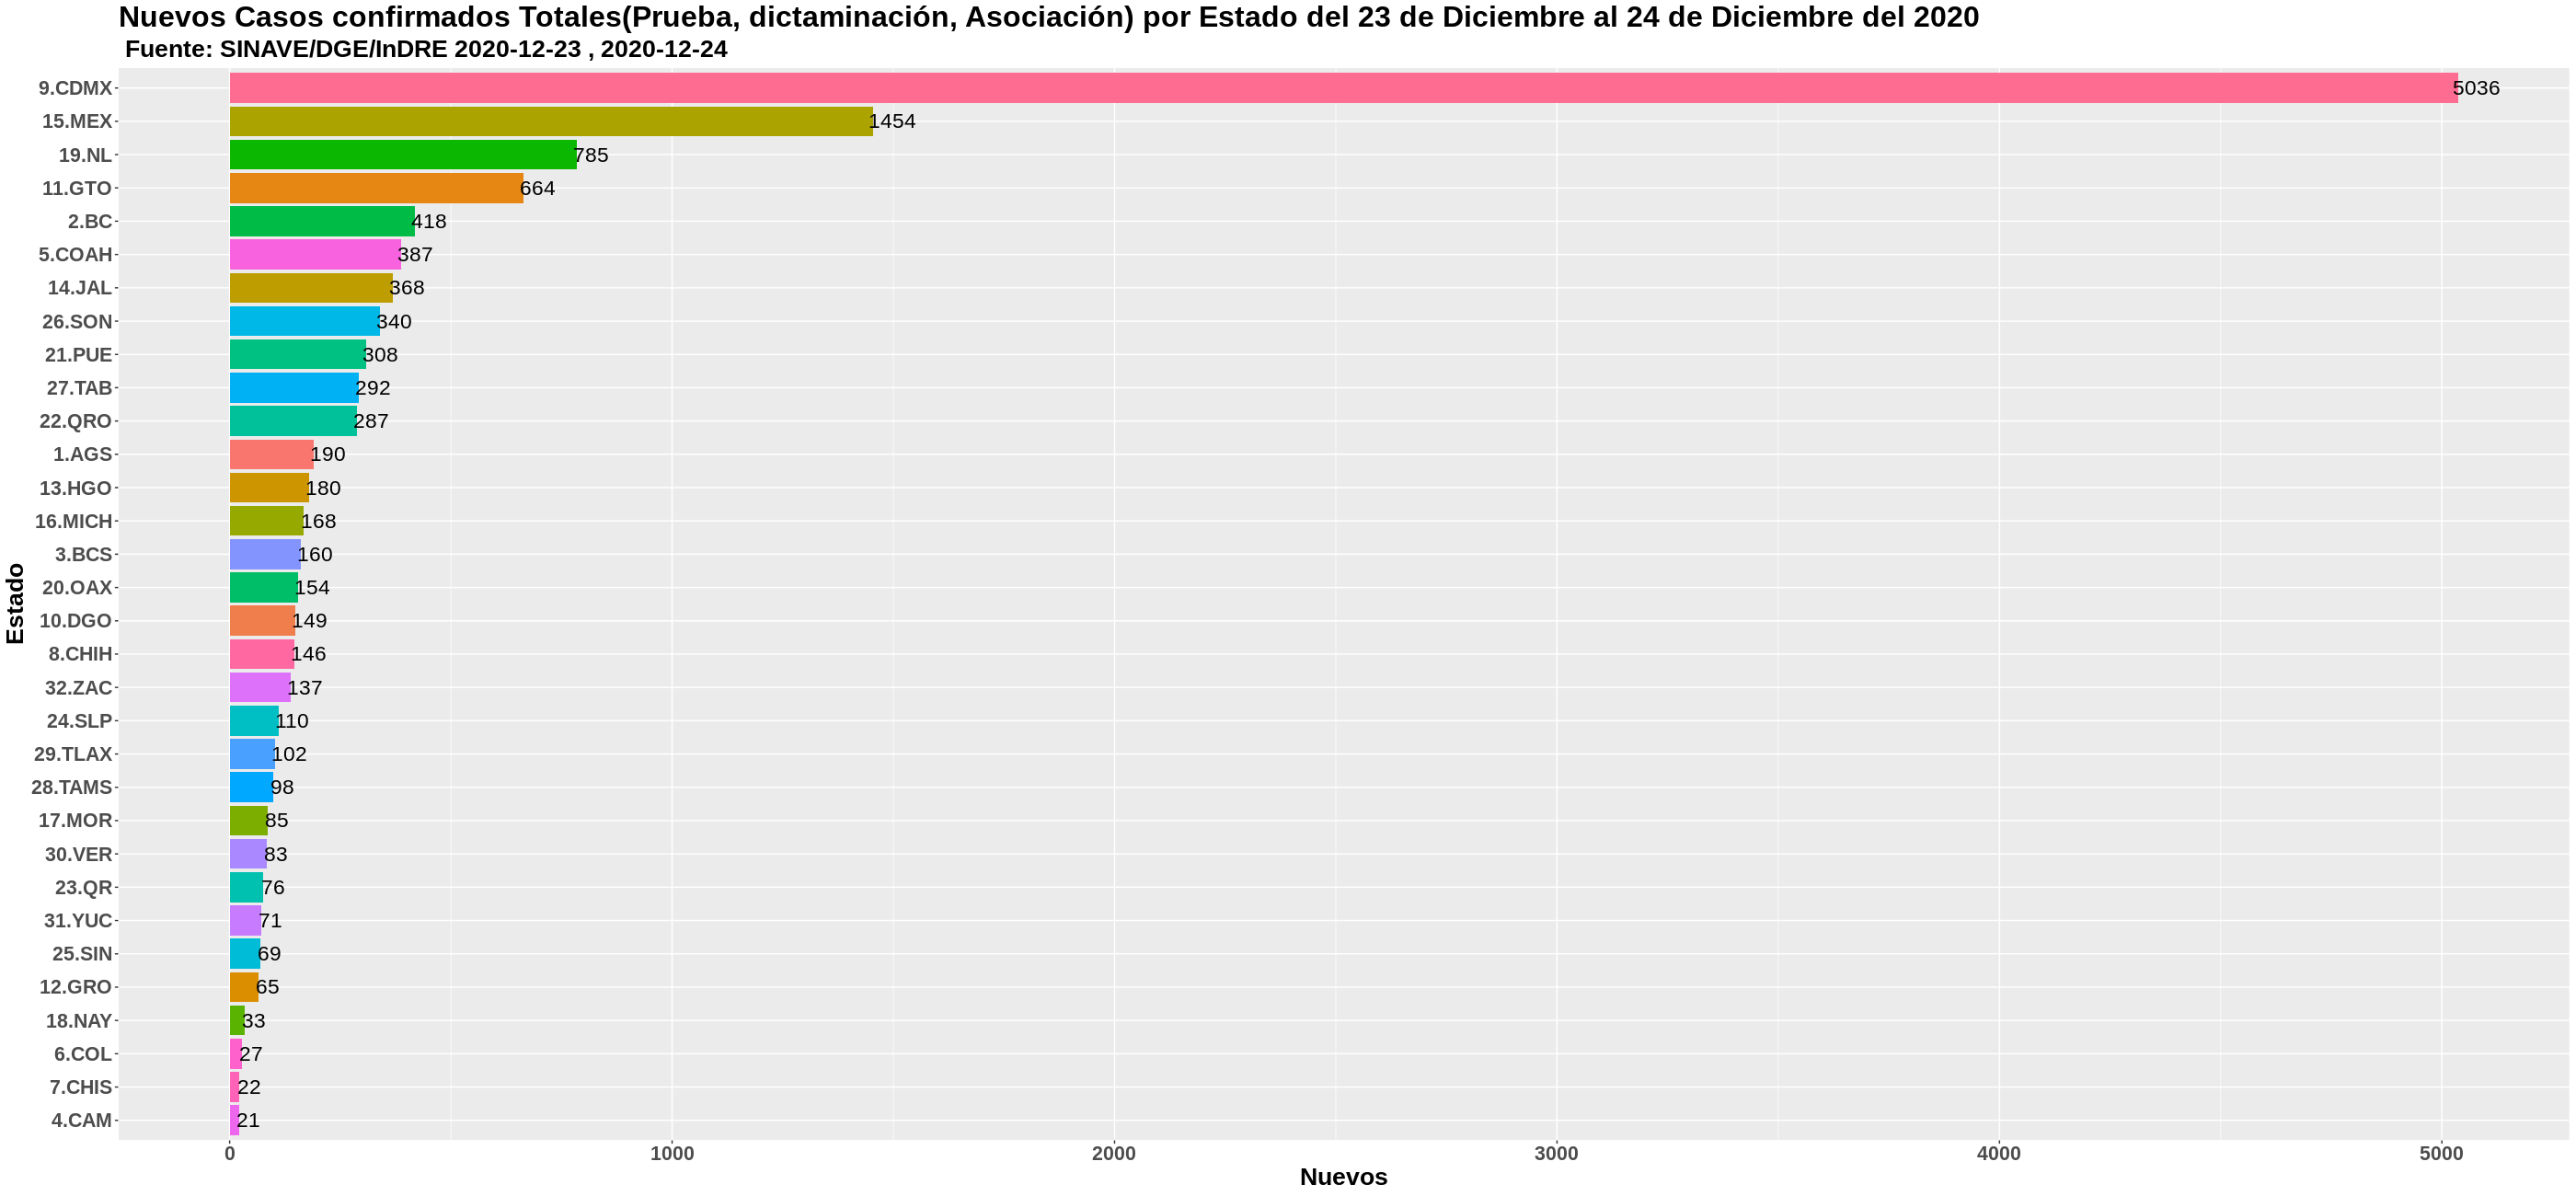 Nuevos Casos confirmados Totales(Prueba, dictaminación, Asociación) por Estado del 23 de Diciembre al 24 de Diciembre del 2020
Fuente: SINAVE/DGE/InDRE 2020-12-23 , 2020-12-24
9.CDMX 5036
15.MEX 1454
19.NL 785
11.GTO 664
2.BC 418
5.COAH 387
14.JAL 368
26.SON 340
21.PUE 308
27.TAB 292
22.QRO 287
1.AGS 190
13.HGO 180
16.MICH 168
3.BCS 160
20.OAX 154
10.DGO 149
8.CHIH 146
32.ZAC 137
24.SLP 110
29.TLAX 102
28.TAMS 98
17.MOR 85
30.VER 83
23.QR 76
31.YUC 71
25.SIN 69
12.GRO 65
18.NAY 33
6.COL 27
7.CHIS 22
4.CAM 21
Estado
0 1000 2000 3000 4000 5000
Nuevos